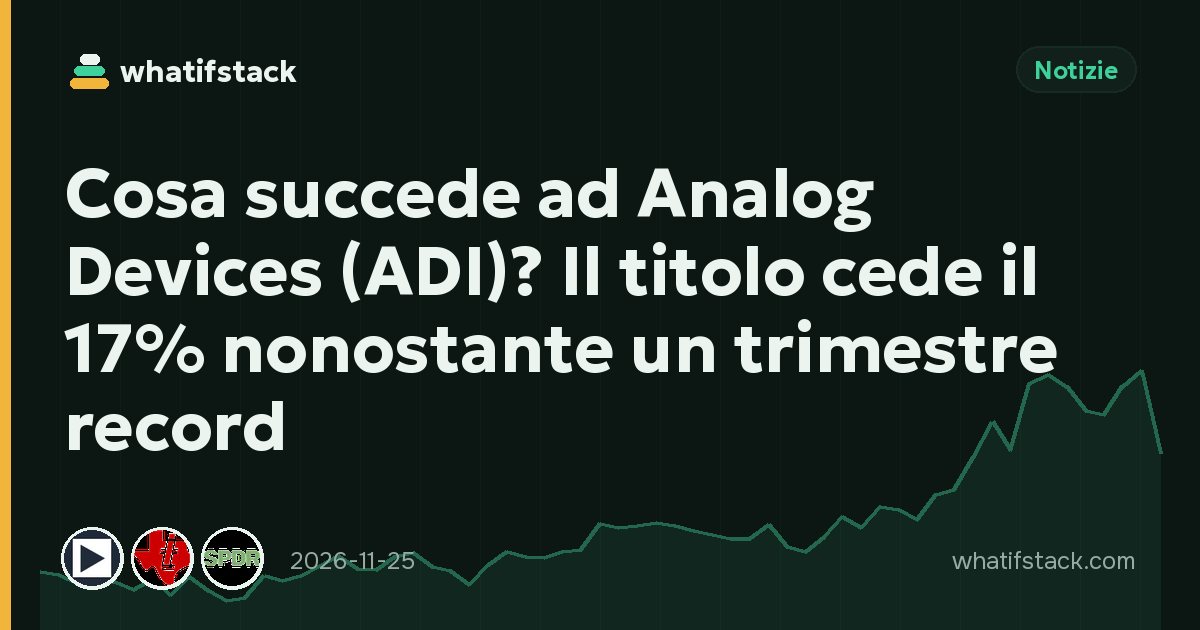 whatifstack
Notizie
Cosa succede ad Analog
Devices (ADI)? Il titolo cede il
17% nonostante un trimestre
record
SPDR
2026-11-25
whatifstack.com